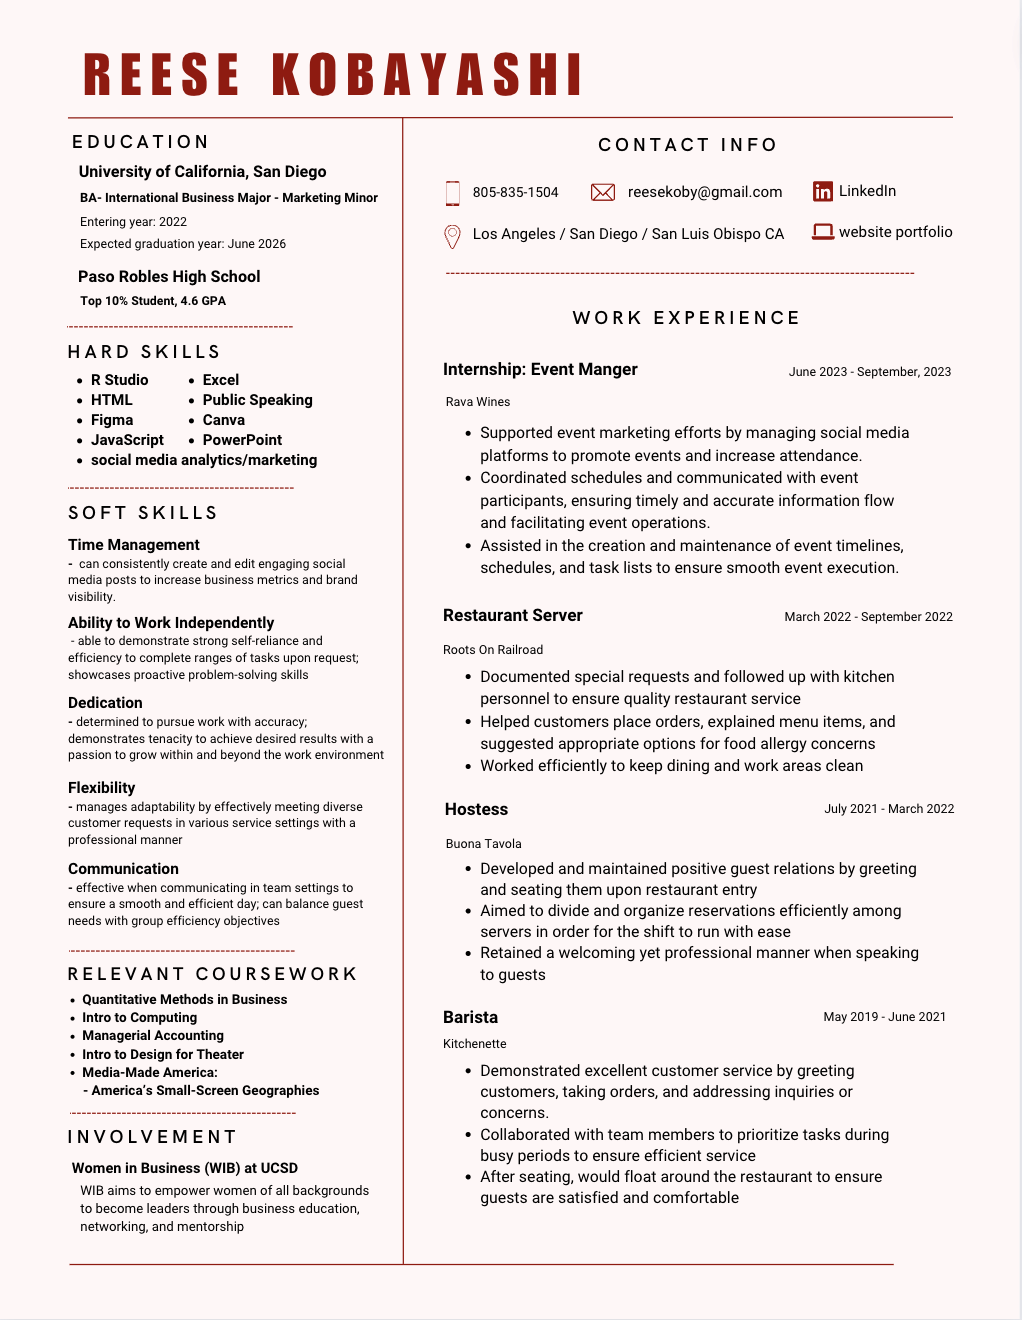 REESE KOBAYASHI
EDUCATION
University of California, San Diego
BA- International Business Major - Marketing Minor
Entering year: 2022
Expected graduation year: June 2026
Paso Robles High School
Top 10% Student, 4.6 GPA
HARD SKILLS
• R Studio
• HTML
• Figma
• JavaScript
• Excel
• Public Speaking
• Canva
• PowerPoint
• social media analytics/marketing
SOFT SKILLS
Time Management
- can consistently create and edit engaging social
media posts to increase business metrics and brand
visibility.
Ability to Work Independently
- able to demonstrate strong self-reliance and
efficiency to complete ranges of tasks upon request;
showcases proactive problem-solving skills
Dedication
- determined to pursue work with accuracy;
demonstrates tenacity to achieve desired results with a
passion to grow within and beyond the work environment
Flexibility
- manages adaptability by effectively meeting diverse
customer requests in various service settings with a
professional manner
Communication
- effective when communicating in team settings to
ensure a smooth and efficient day; can balance guest
needs with group efficiency objectives
RELEVANT COURSEWORK
• Quantitative Methods in Business
• Intro to Computing
• Managerial Accounting
• Intro to Design for Theater
• Media-Made America:
- America's Small-Screen Geographies
INVOLVEMENT
Women in Business (WIB) at UCSD
WIB aims to empower women of all backgrounds
to become leaders through business education,
networking, and mentorship
CONTACT INFO
805-835-1504
reesekoby@gmail.com
LinkedIn
Los Angeles / San Diego / San Luis Obispo CA
website portfolio
WORK EXPERIENCE
Internship: Event Manger
June 2023 - September, 2023
Rava Wines
• Supported event marketing efforts by managing social media
platforms to promote events and increase attendance.
• Coordinated schedules and communicated with event
participants, ensuring timely and accurate information flow
and facilitating event operations.
• Assisted in the creation and maintenance of event timelines,
schedules, and task lists to ensure smooth event execution.
Restaurant Server
March 2022 - September 2022
Roots On Railroad
• Documented special requests and followed up with kitchen
personnel to ensure quality restaurant service
• Helped customers place orders, explained menu items, and
suggested appropriate options for food allergy concerns
• Worked efficiently to keep dining and work areas clean
Hostess
July 2021 - March 2022
Buona Tavola
• Developed and maintained positive guest relations by greeting
and seating them upon restaurant entry
• Aimed to divide and organize reservations efficiently among
servers in order for the shift to run with ease
• Retained a welcoming yet professional manner when speaking
to guests
Barista
May 2019 - June 2021
Kitchenette
• Demonstrated excellent customer service by greeting
customers, taking orders, and addressing inquiries or
concerns.
• Collaborated with team members to prioritize tasks during
busy periods to ensure efficient service
• After seating, would float around the restaurant to ensure
guests are satisfied and comfortable